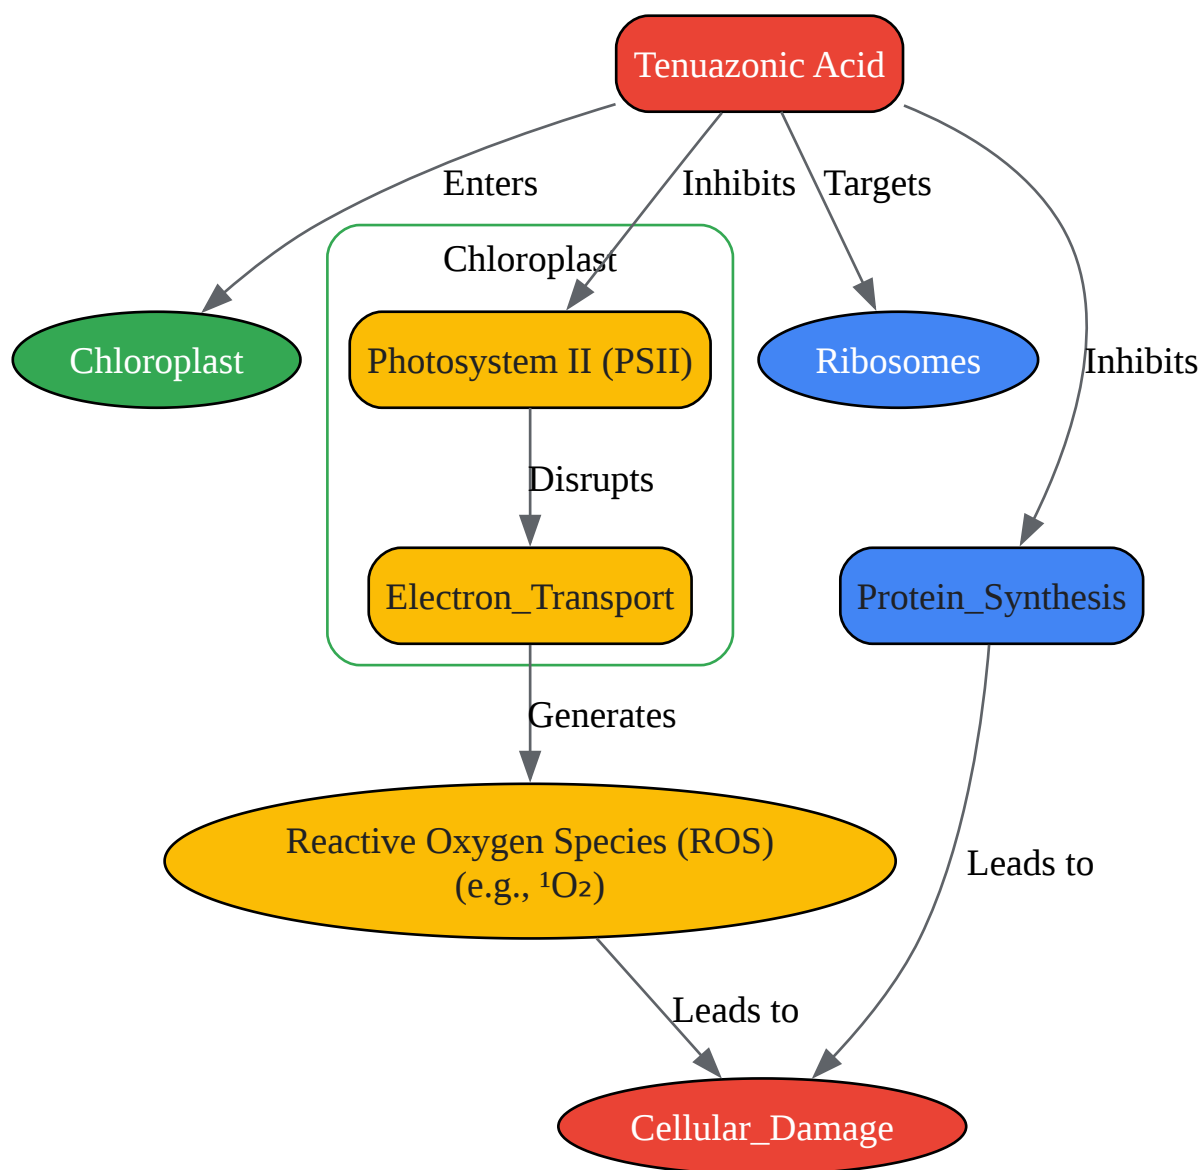 Tenuazonic Acid
Enters
Inhibits
Targets
Chloroplast
Chloroplast
Photosystem II (PSII)
Ribosomes
Inhibits
Disrupts
Electron_Transport
Protein_Synthesis
Generates
Reactive Oxygen Species (ROS)
(e.g., ¹O₂)
Leads to
Leads to
Cellular_Damage